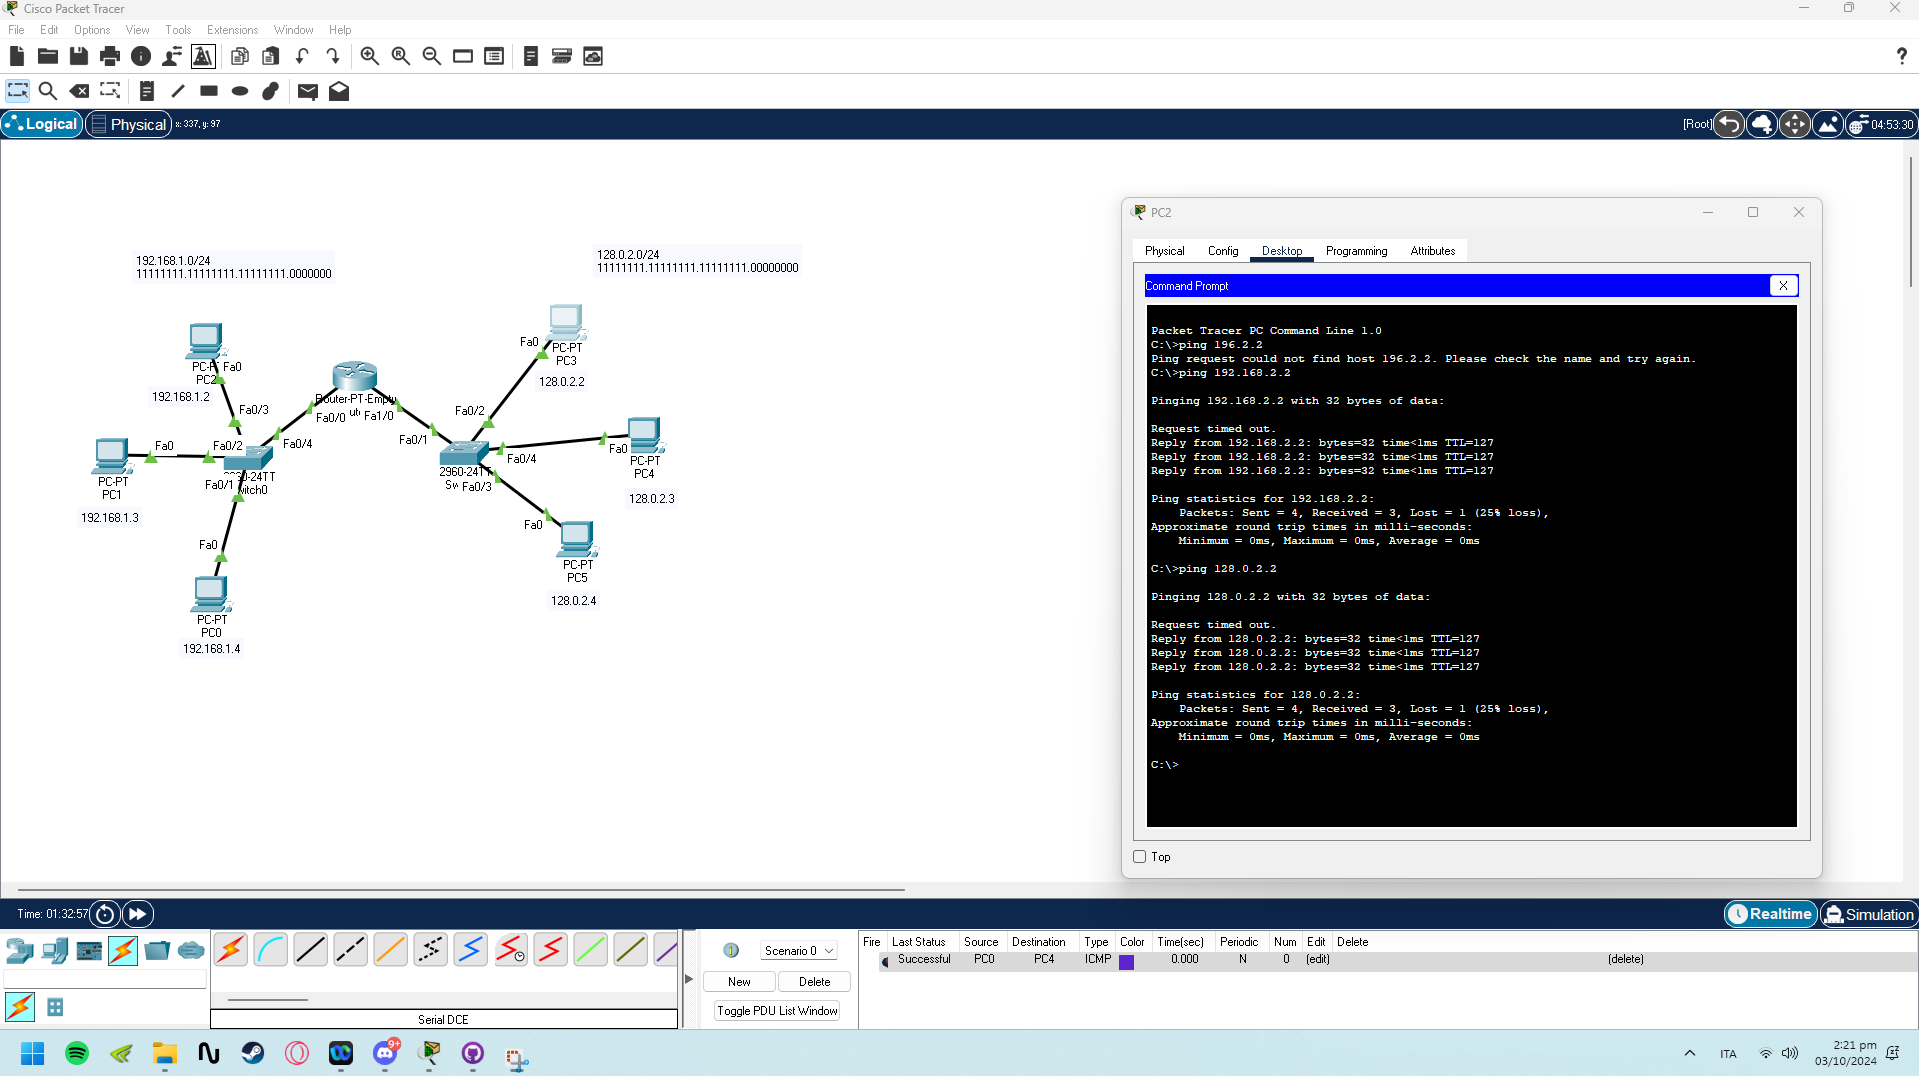 Cisco Packet Tracer
File Edit Options View Tools Extensions Window Help
Logical Physical x: 337, y: 97 [Root] 04:53:30
192.168.1.0/24
11111111.11111111.11111111.0000000
128.0.2.0/24
11111111.11111111.11111111.00000000
Fa0
PC-PT
PC3
128.0.2.2
Fa0
PC2
192.168.1.2
Router-PT-Empty
Fa0/0
Fa1/0
Fa0/3
Fa0/2
Fa0/4
Fa0/1
Fa0/2
Fa0/1
Fa0/4
Fa0/3
Fa0
PC-PT
PC1
192.168.1.3
2960-24TT
Fa0
PC-PT
PC4
128.0.2.3
Fa0
PC-PT
PC5
128.0.2.4
Fa0
PC-PT
PC0
192.168.1.4
PC2
Physical Config Desktop Programming Attributes
Command Prompt X
Packet Tracer PC Command Line 1.0
C:\>ping 196.2.2
Ping request could not find host 196.2.2. Please check the name and try again.
C:\>ping 192.168.2.2
Pinging 192.168.2.2 with 32 bytes of data:
Request timed out.
Reply from 192.168.2.2: bytes=32 time<1ms TTL=127
Reply from 192.168.2.2: bytes=32 time<1ms TTL=127
Reply from 192.168.2.2: bytes=32 time<1ms TTL=127
Ping statistics for 192.168.2.2:
Packets: Sent = 4, Received = 3, Lost = 1 (25% loss),
Approximate round trip times in milli-seconds:
Minimum = 0ms, Maximum = 0ms, Average = 0ms
C:\>ping 128.0.2.2
Pinging 128.0.2.2 with 32 bytes of data:
Request timed out.
Reply from 128.0.2.2: bytes=32 time<1ms TTL=127
Reply from 128.0.2.2: bytes=32 time<1ms TTL=127
Reply from 128.0.2.2: bytes=32 time<1ms TTL=127
Ping statistics for 128.0.2.2:
Packets: Sent = 4, Received = 3, Lost = 1 (25% loss),
Approximate round trip times in milli-seconds:
Minimum = 0ms, Maximum = 0ms, Average = 0ms
C:\>
Top
Time: 01:32:57 Realtime Simulation
Scenario 0
New Delete
Toggle PDU List Window
Serial DCE
Fire Last Status Source Destination Type Color Time(sec) Periodic Num Edit Delete
Successful PC0 PC4 ICMP 0.000 N 0 (edit) (delete)
9+
ITA
2:21 pm
03/10/2024